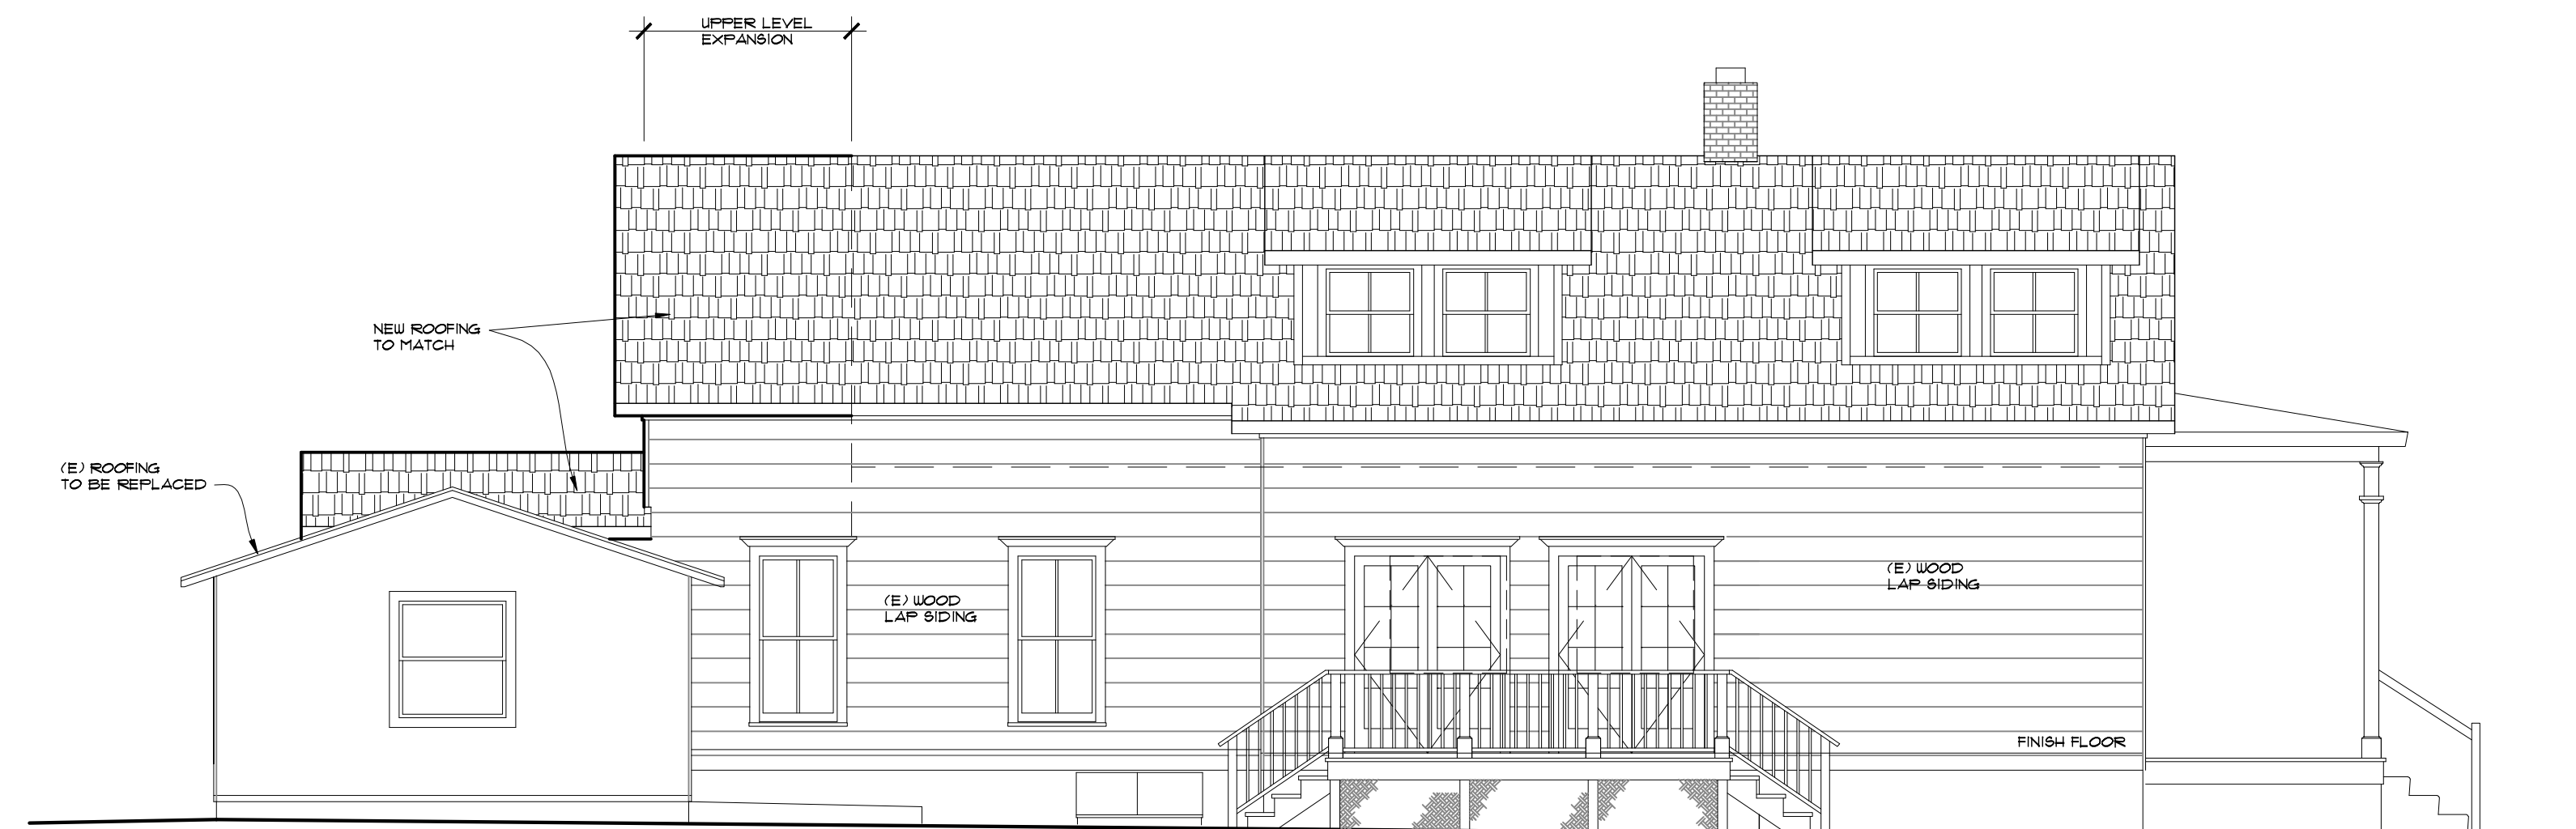 UPPER LEVEL
EXPANSION
NEW ROOFING
TO MATCH
(E) ROOFING
TO BE REPLACED
(E) WOOD
LAP SIDING
(E) WOOD
LAP SIDING
FINISH FLOOR